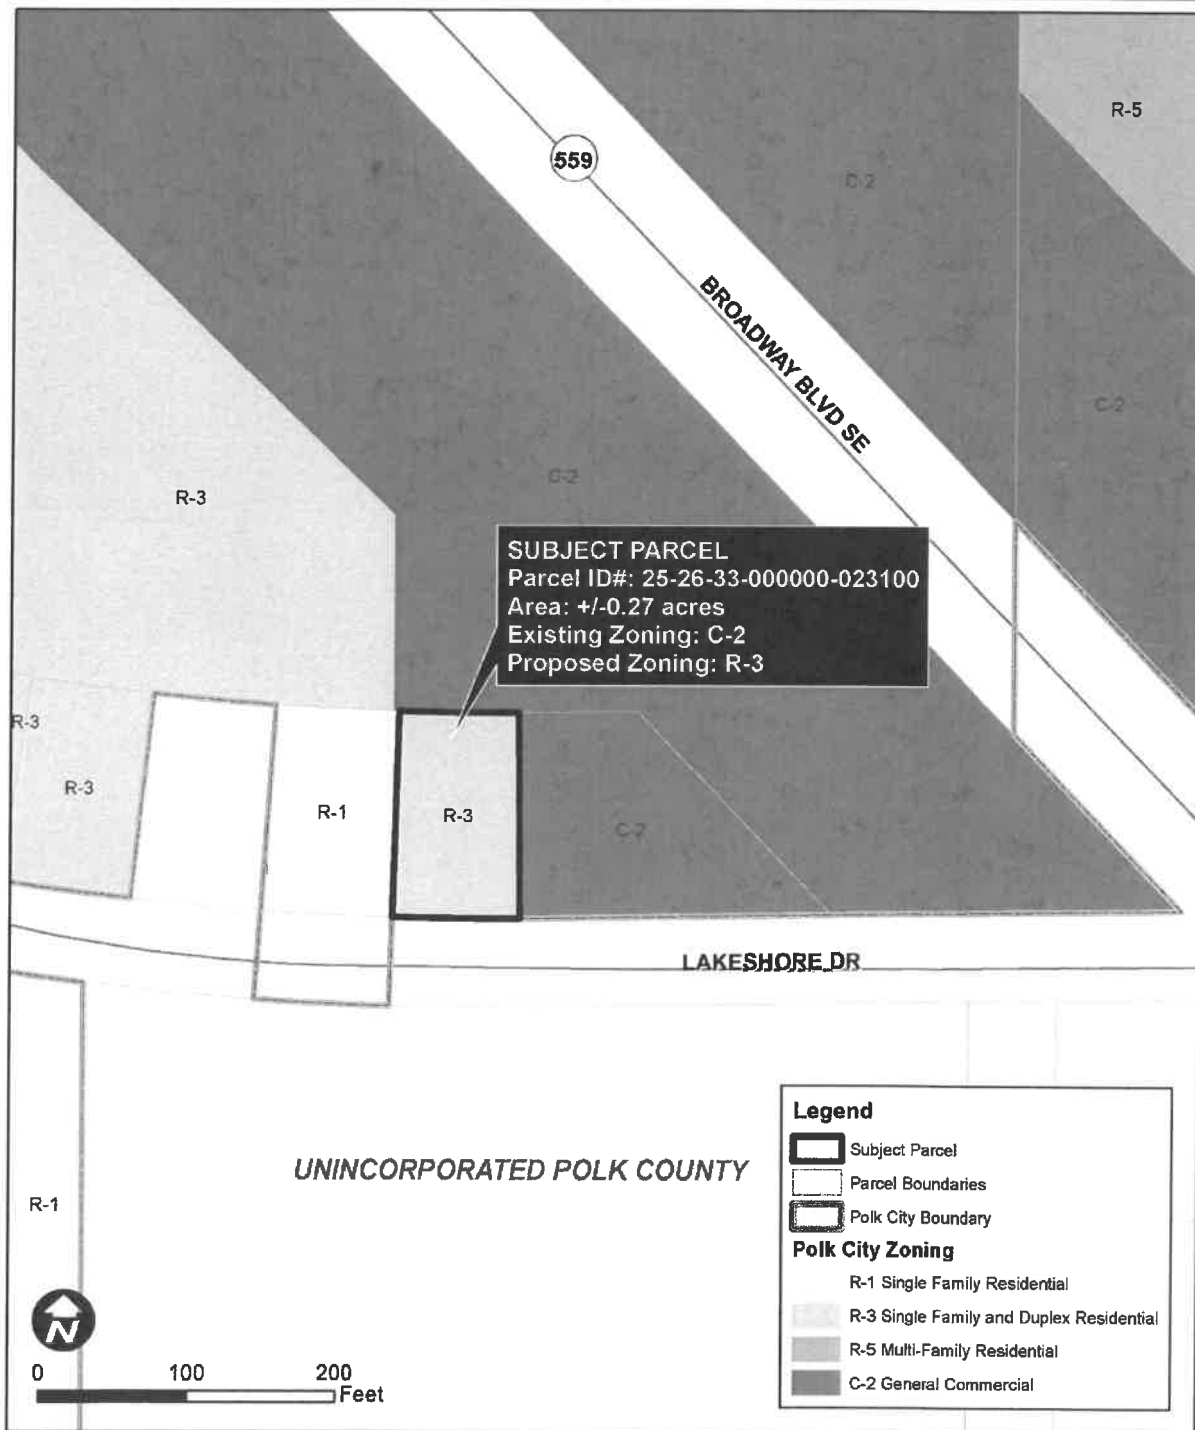 R-5
559
C-2
BROADWAY BLVD SE
C-2
R-3
C-2
SUBJECT PARCEL
Parcel ID#: 25-26-33-000000-023100
Area: +/-0.27 acres
Existing Zoning: C-2
Proposed Zoning: R-3
R-3
R-3
R-1
R-3
C-2
LAKESHORE DR
UNINCORPORATED POLK COUNTY
R-1
N
0 100 200
Feet
Legend
Subject Parcel
Parcel Boundaries
Polk City Boundary
Polk City Zoning
R-1 Single Family Residential
R-3 Single Family and Duplex Residential
R-5 Multi-Family Residential
C-2 General Commercial